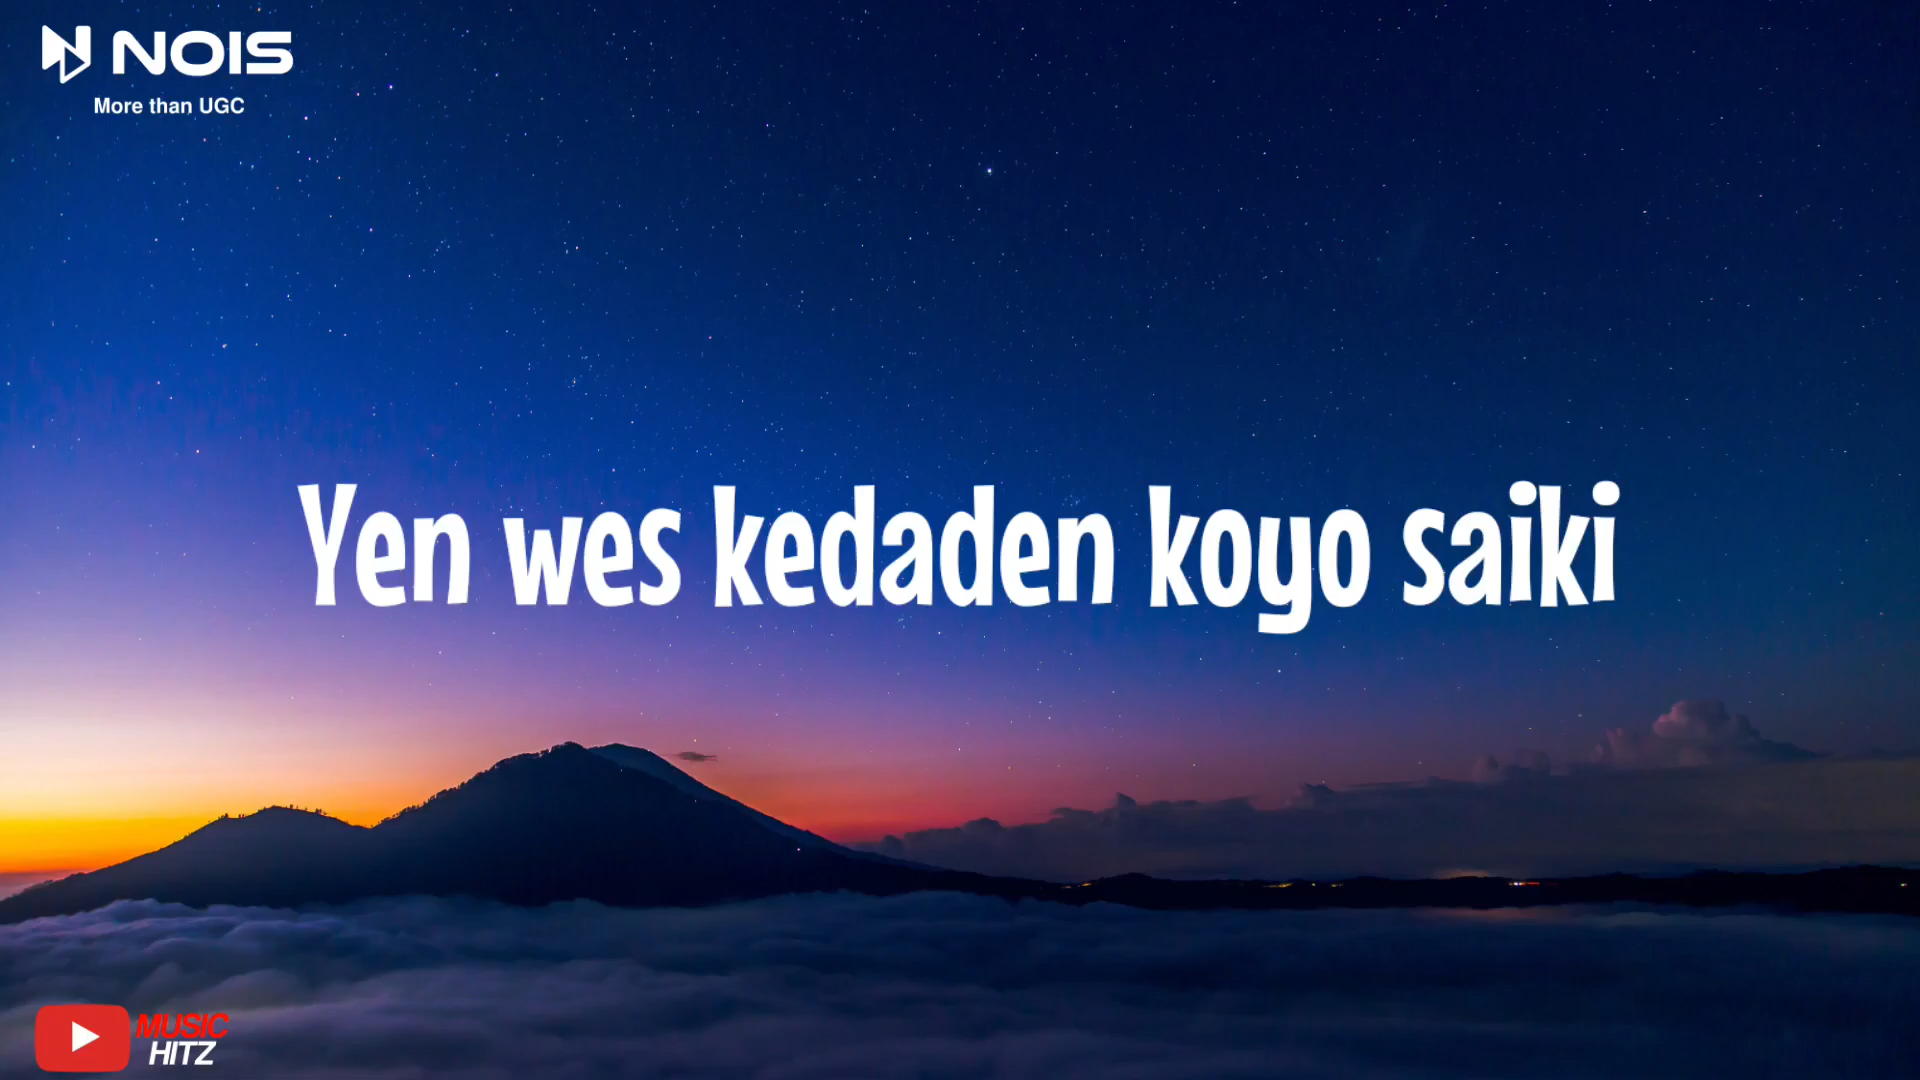 NOIS
More than UGC
Yen wes kedaden koyo saiki
MUSIC
HITZ